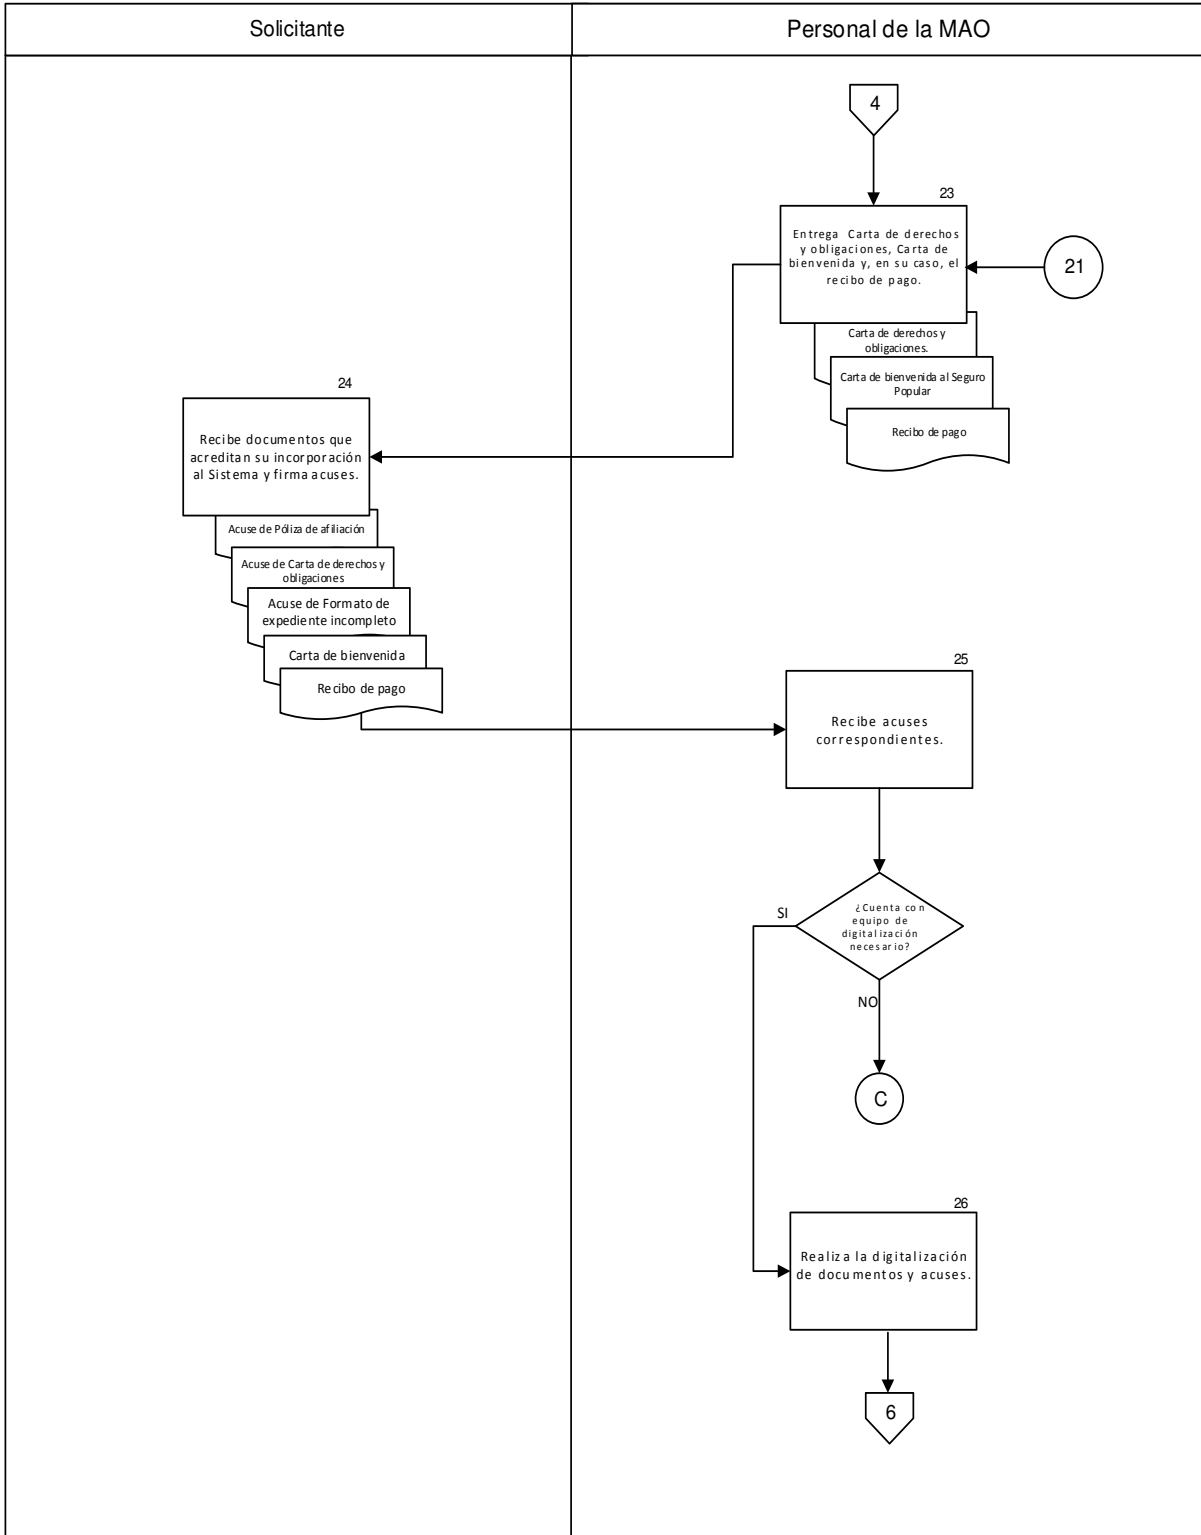 Solicitante
Personal de la MAO
4
23
Entrega Carta de derechos
y obligaciones, Carta de
bienvenida y, en su caso, el
recibo de pago.
21
Carta de derechos y
obligaciones.
Carta de bienvenida al Seguro
Popular
Recibo de pago
24
Recibe documentos que
acreditan su incorporación
al Sistema y firma acuses.
Acuse de Póliza de afiliación
Acuse de Carta de derechos y
obligaciones
Acuse de Formato de
expediente incompleto
Carta de bienvenida
Recibo de pago
25
Recibe acuses
correspondientes.
¿Cuenta con
equipo de
digitalización
necesario?
SI
NO
C
26
Realiza la digitalización
de documentos y acuses.
6